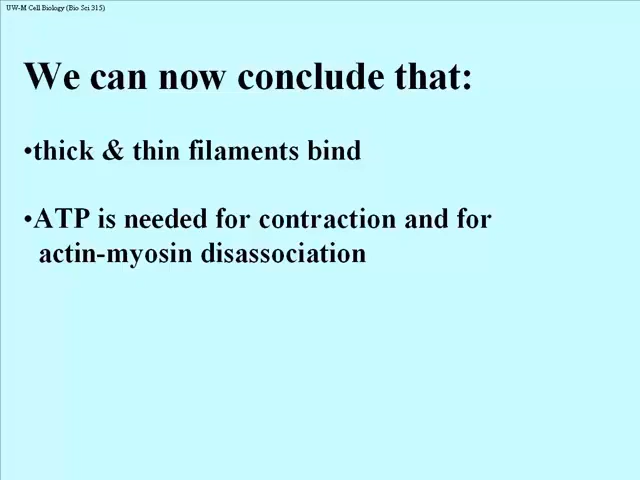 UW-M Cell Biology (Bio Sci 315)
We can now conclude that:
•thick & thin filaments bind
•ATP is needed for contraction and for
actin-myosin disassociation